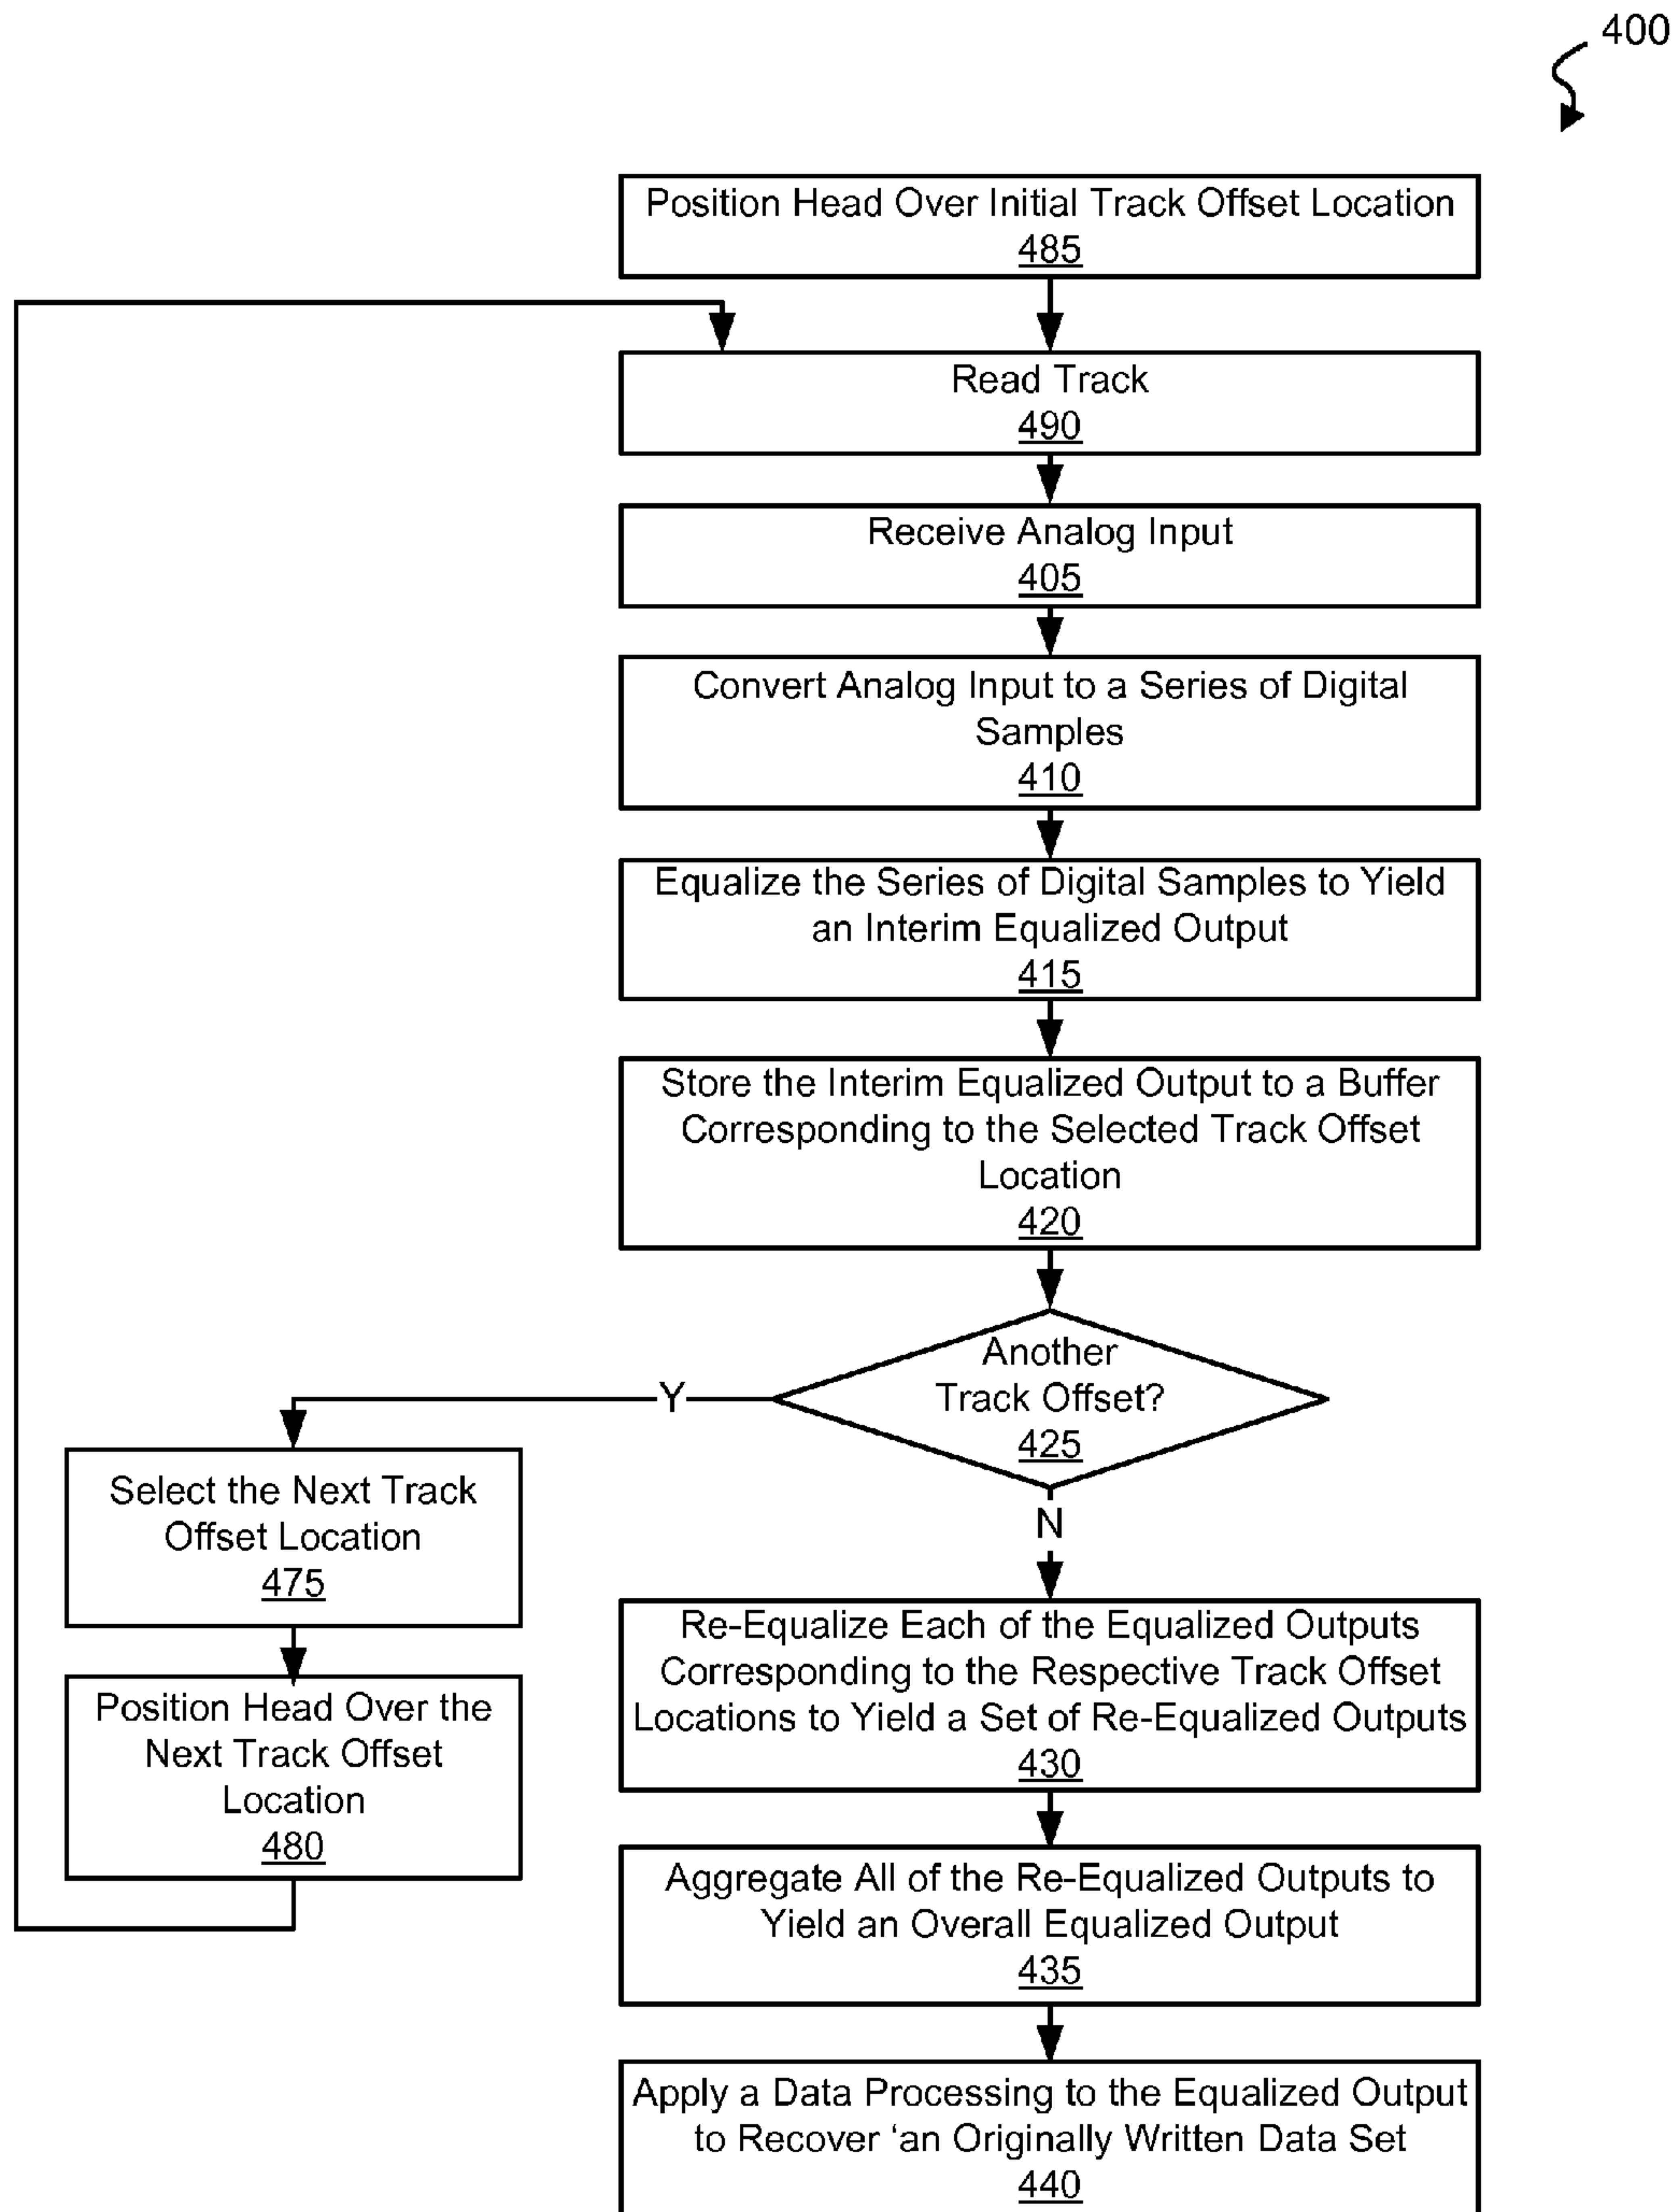 400
Position Head Over Initial Track Offset Location
485
Read Track
490
Receive Analog Input
405
Convert Analog Input to a Series of Digital
Samples
410
Equalize the Series of Digital Samples to Yield
an Interim Equalized Output
415
Store the Interim Equalized Output to a Buffer
Corresponding to the Selected Track Offset
Location
420
Another
Track Offset?
425
Y
N
Select the Next Track
Offset Location
475
Position Head Over the
Next Track Offset
Location
480
Re-Equalize Each of the Equalized Outputs
Corresponding to the Respective Track Offset
Locations to Yield a Set of Re-Equalized Outputs
430
Aggregate All of the Re-Equalized Outputs to
Yield an Overall Equalized Output
435
Apply a Data Processing to the Equalized Output
to Recover ‘an Originally Written Data Set
440